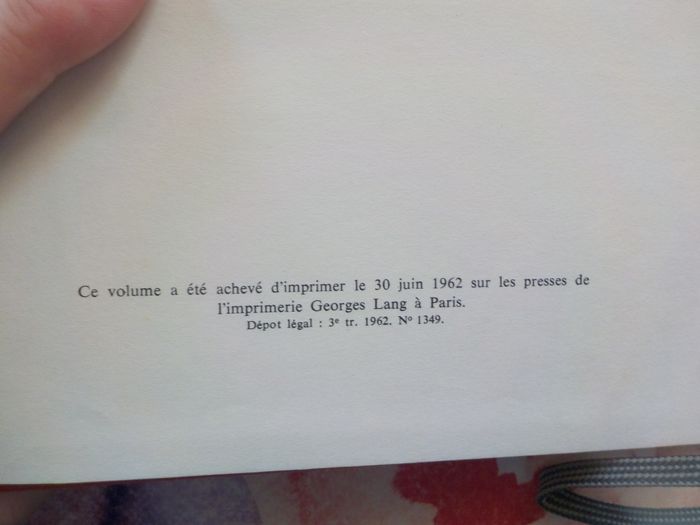 Ce volume a été achevé d'imprimer le 30 juin 1962 sur les presses de
l'imprimerie Georges Lang à Paris.
Dépot légal : 3e tr. 1962. No 1349.